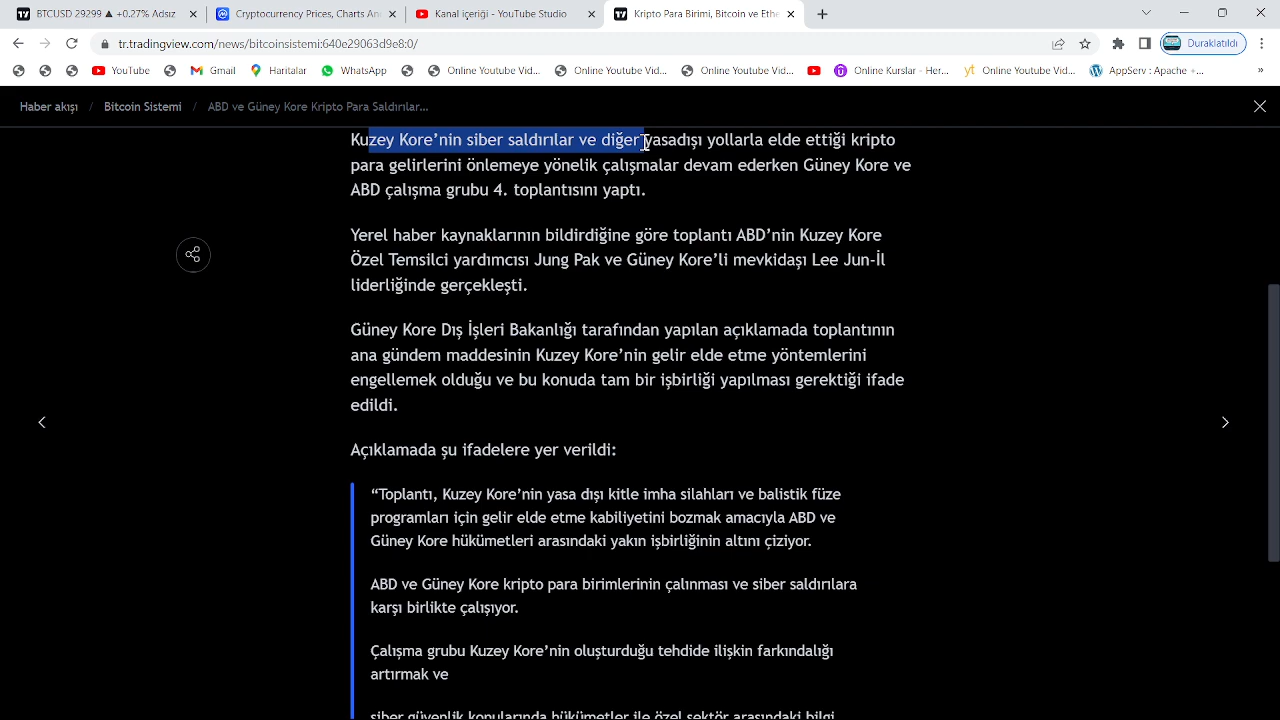 BTCUSD 29299 ▲ +0.27% Adsız
Cryptocurrency Prices, Charts An
Kanal içeriği - YouTube Studio
Kripto Para Birimi, Bitcoin ve Ethe
tr.tradingview.com/news/bitcoinsistemi:640e29063d9e8:0/
Duraklatıldı
YouTube
Gmail
Haritalar
WhatsApp
Online Youtube Vid...
Online Youtube Vid...
Online Youtube Vid...
Online Kurslar - Her...
yt Online Youtube Vid...
AppServ : Apache +...
»
Haber akışı / Bitcoin Sistemi / ABD ve Güney Kore Kripto Para Saldırılar...
Kuzey Kore’nin siber saldırılar ve diğer yasadışı yollarla elde ettiği kripto
para gelirlerini önlemeye yönelik çalışmalar devam ederken Güney Kore ve
ABD çalışma grubu 4. toplantısını yaptı.
Yerel haber kaynaklarının bildirdiğine göre toplantı ABD’nin Kuzey Kore
Özel Temsilci yardımcısı Jung Pak ve Güney Kore’li mevkidaşı Lee Jun-İl
liderliğinde gerçekleşti.
Güney Kore Dış İşleri Bakanlığı tarafından yapılan açıklamada toplantının
ana gündem maddesinin Kuzey Kore’nin gelir elde etme yöntemlerini
engellemek olduğu ve bu konuda tam bir işbirliği yapılması gerektiği ifade
edildi.
Açıklamada şu ifadelere yer verildi:
“Toplantı, Kuzey Kore’nin yasa dışı kitle imha silahları ve balistik füze
programları için gelir elde etme kabiliyetini bozmak amacıyla ABD ve
Güney Kore hükümetleri arasındaki yakın işbirliğinin altını çiziyor.
ABD ve Güney Kore kripto para birimlerinin çalınması ve siber saldırılara
karşı birlikte çalışıyor.
Çalışma grubu Kuzey Kore’nin oluşturduğu tehdide ilişkin farkındalığı
artırmak ve
siber güvenlik konularında hükümetler ile özel sektör arasındaki bilgi